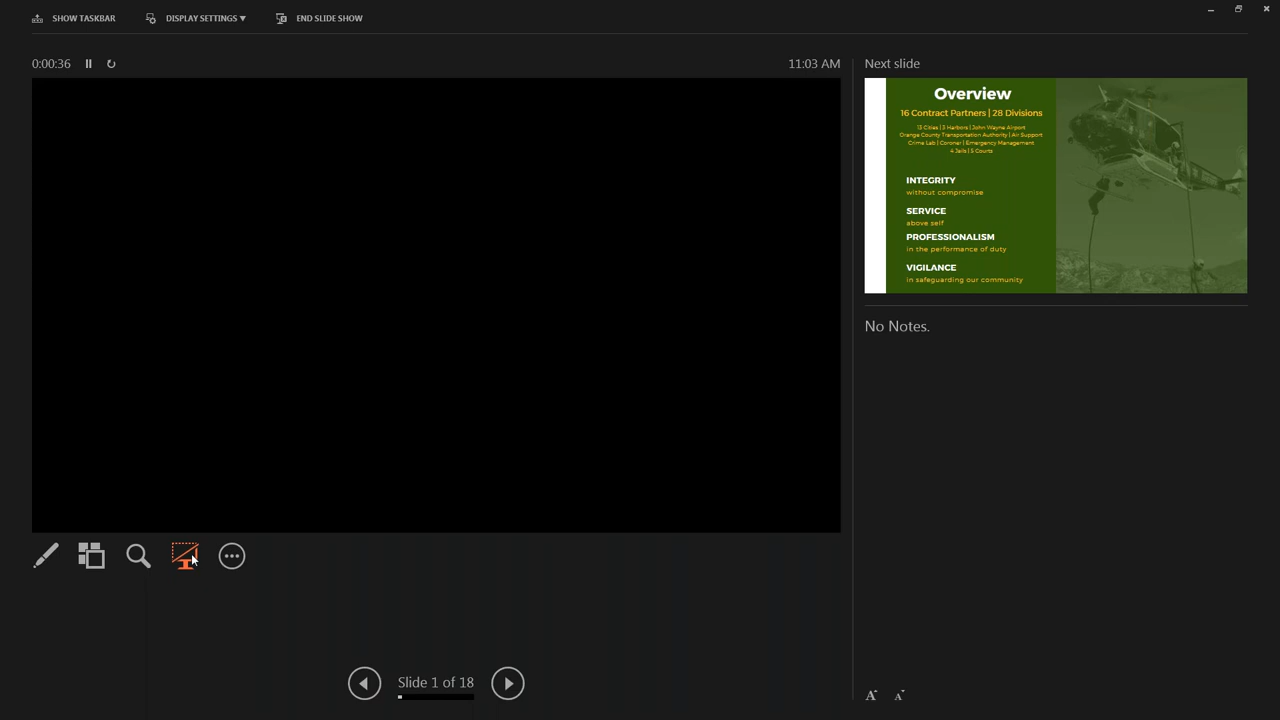 SHOW TASKBAR
DISPLAY SETTINGS ▼
END SLIDE SHOW
0:00:36
11:03 AM
Next slide
Overview
16 Contract Partners | 28 Divisions
13 Cities | 3 Harbors | John Wayne Airport
Orange County Transportation Authority | Air Support
Crime Lab | Coroner | Emergency Management
4 Jails | 5 Courts
INTEGRITY
without compromise
SERVICE
above self
PROFESSIONALISM
in the performance of duty
VIGILANCE
in safeguarding our community
No Notes.
Slide 1 of 18
A
A